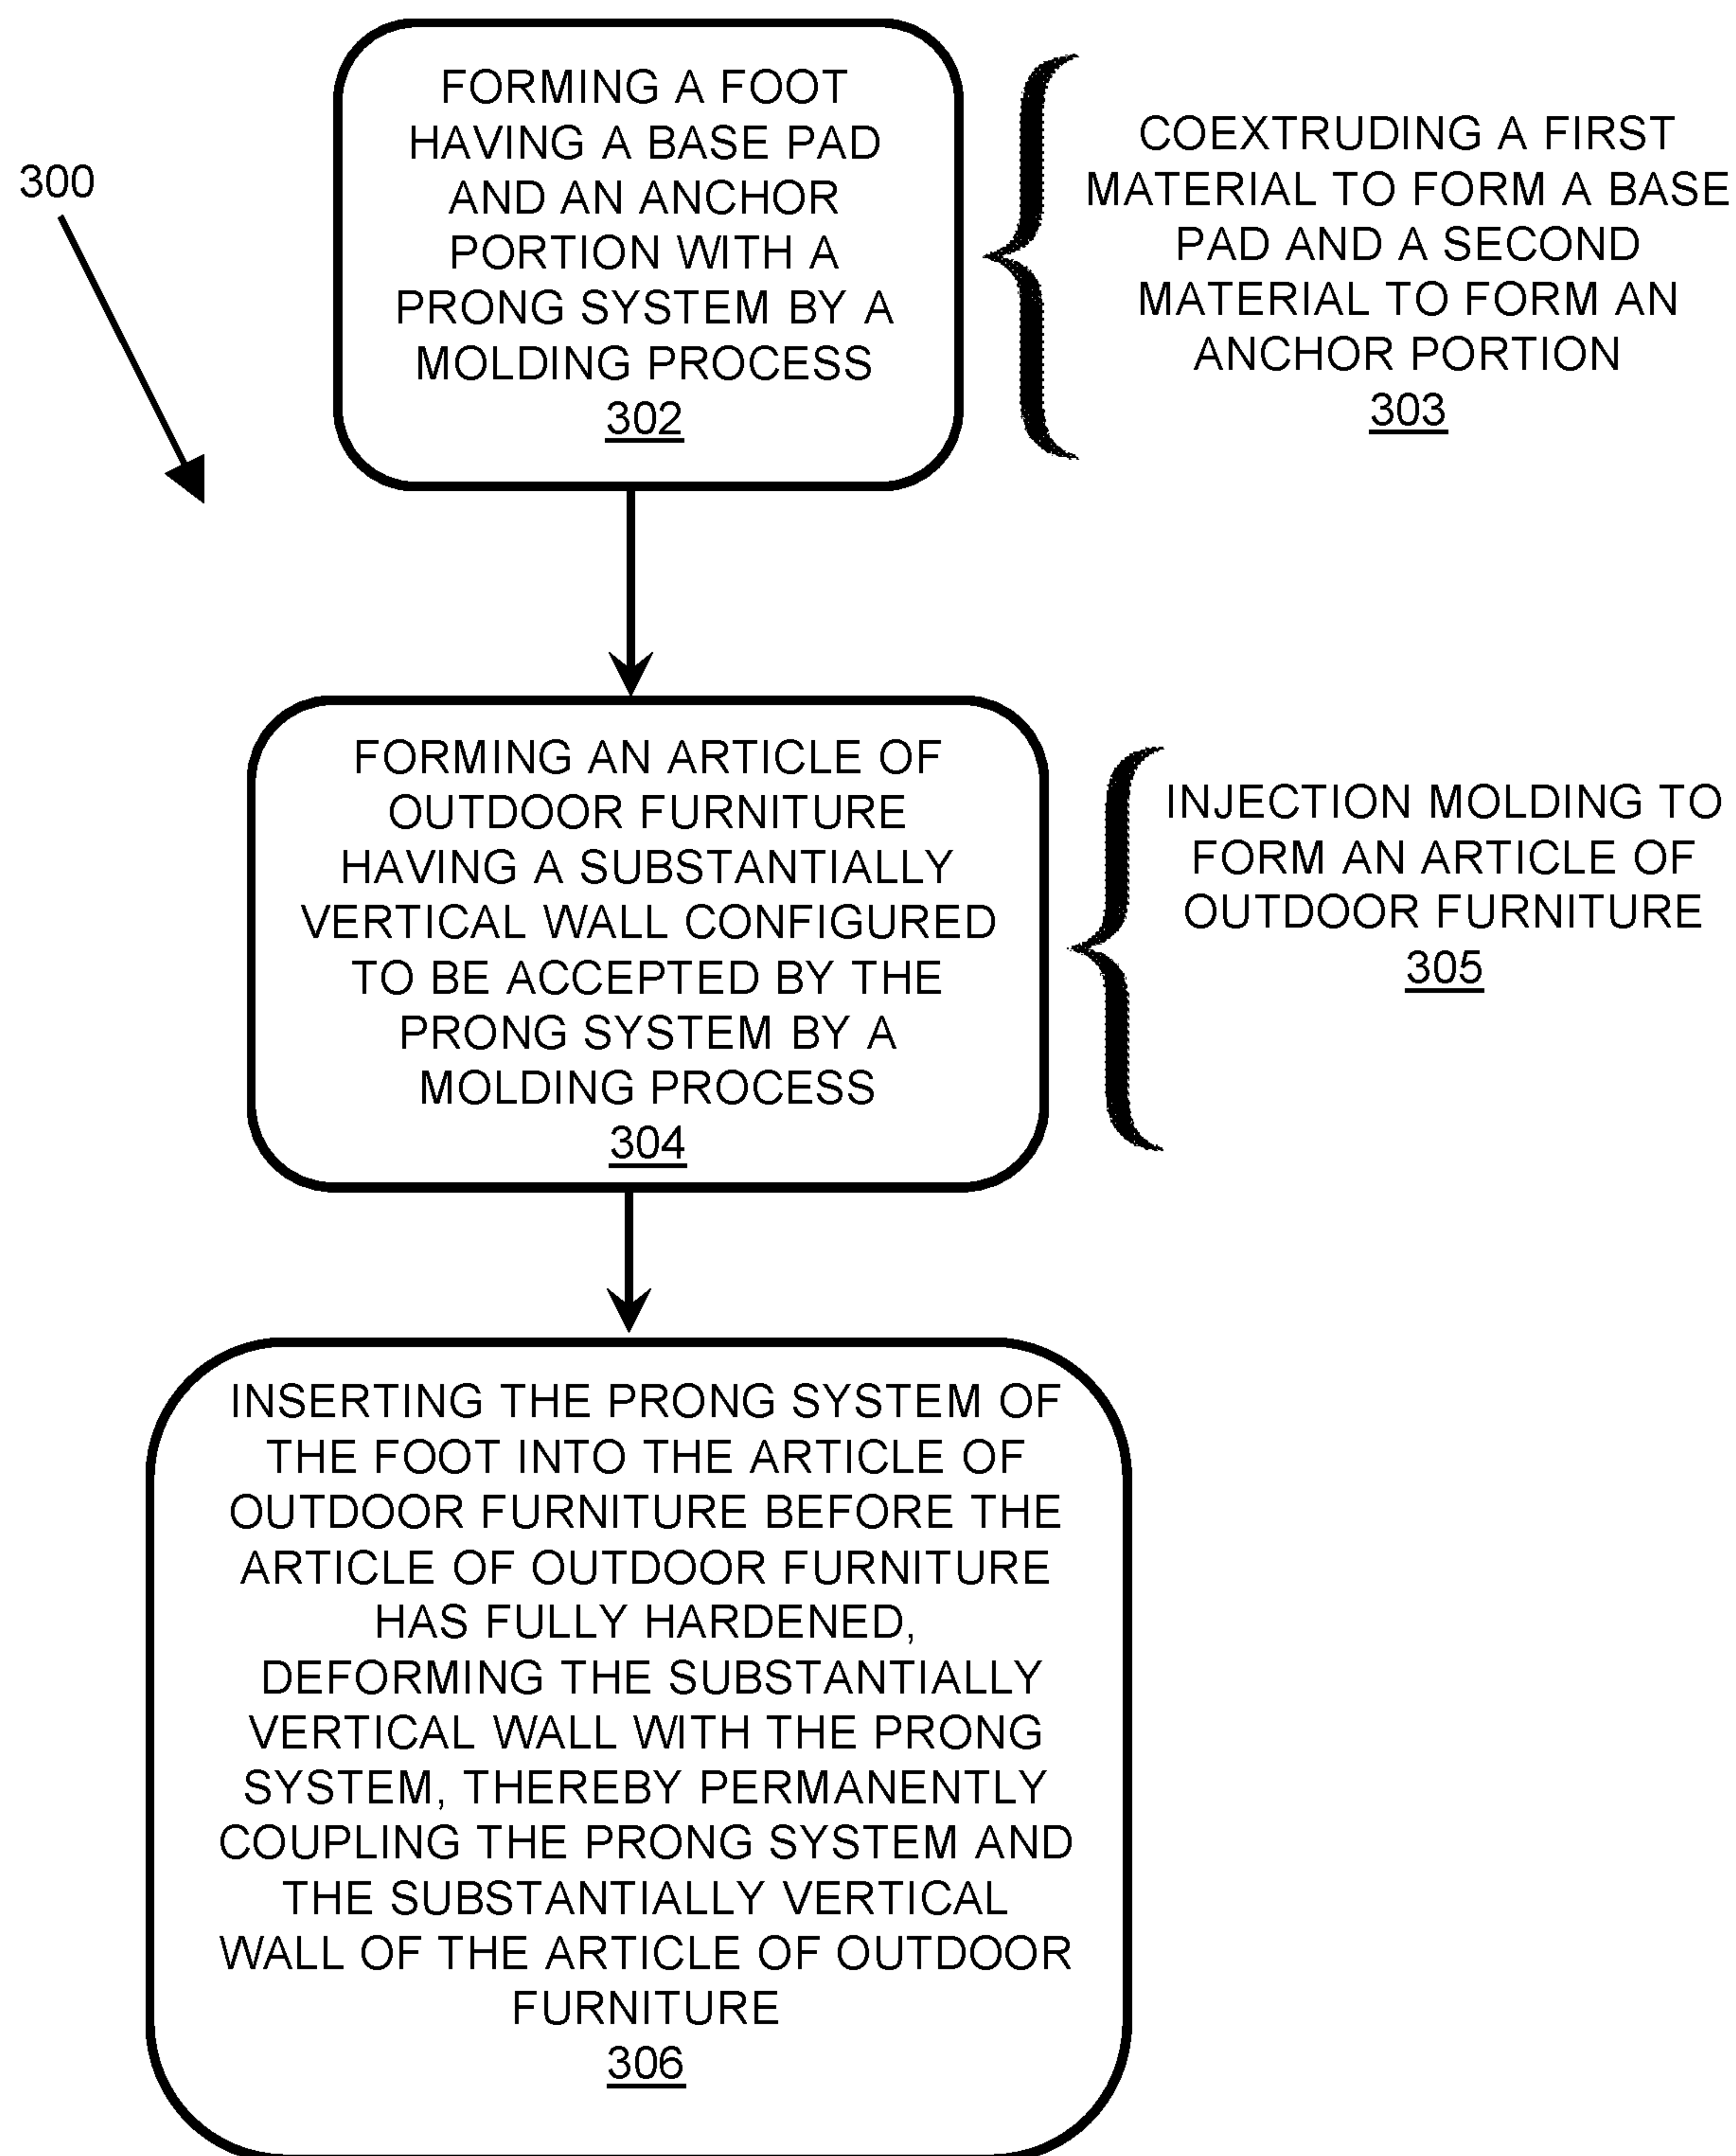 300
FORMING A FOOT
HAVING A BASE PAD
AND AN ANCHOR
PORTION WITH A
PRONG SYSTEM BY A
MOLDING PROCESS
302
COEXTRUDING A FIRST
MATERIAL TO FORM A BASE
PAD AND A SECOND
MATERIAL TO FORM AN
ANCHOR PORTION
303
FORMING AN ARTICLE OF
OUTDOOR FURNITURE
HAVING A SUBSTANTIALLY
VERTICAL WALL CONFIGURED
TO BE ACCEPTED BY THE
PRONG SYSTEM BY A
MOLDING PROCESS
304
INJECTION MOLDING TO
FORM AN ARTICLE OF
OUTDOOR FURNITURE
305
INSERTING THE PRONG SYSTEM OF
THE FOOT INTO THE ARTICLE OF
OUTDOOR FURNITURE BEFORE THE
ARTICLE OF OUTDOOR FURNITURE
HAS FULLY HARDENED,
DEFORMING THE SUBSTANTIALLY
VERTICAL WALL WITH THE PRONG
SYSTEM, THEREBY PERMANENTLY
COUPLING THE PRONG SYSTEM AND
THE SUBSTANTIALLY VERTICAL
WALL OF THE ARTICLE OF OUTDOOR
FURNITURE
306